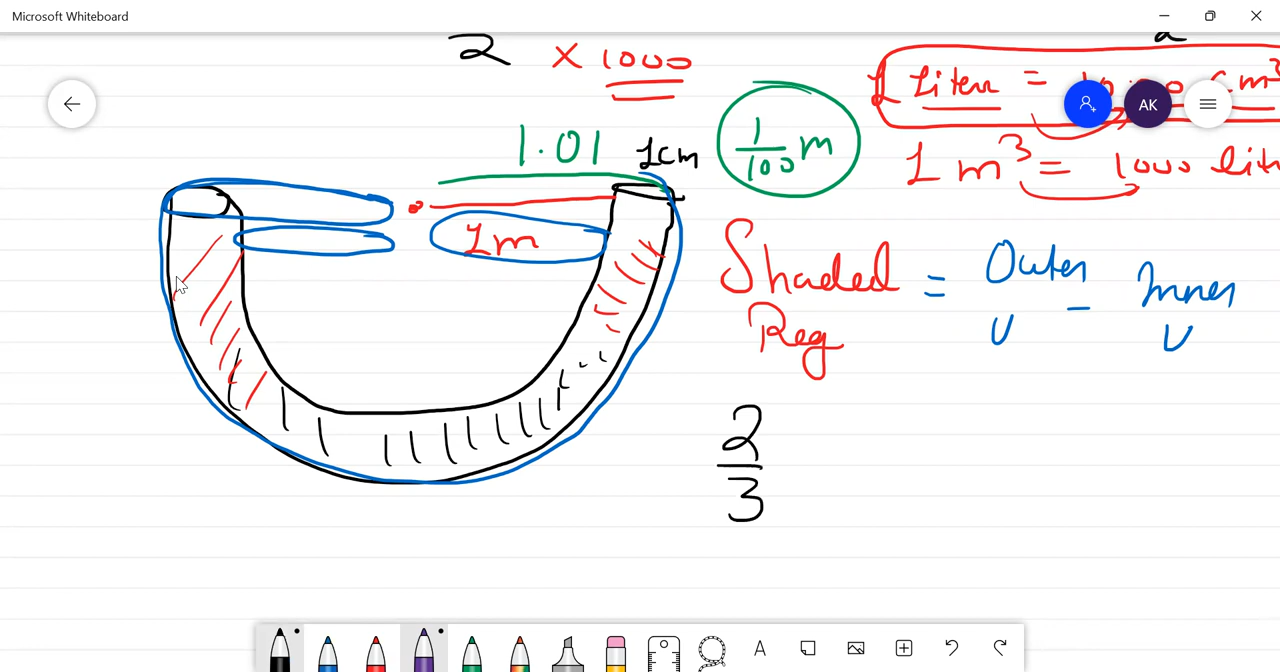 Microsoft Whiteboard
2 × 1000
1 Liter = cm³
AK
1.01 1cm 1/100 m
1 m³ = 1000
1m
Shaded Reg = Outer V - Inner V
2/3
A